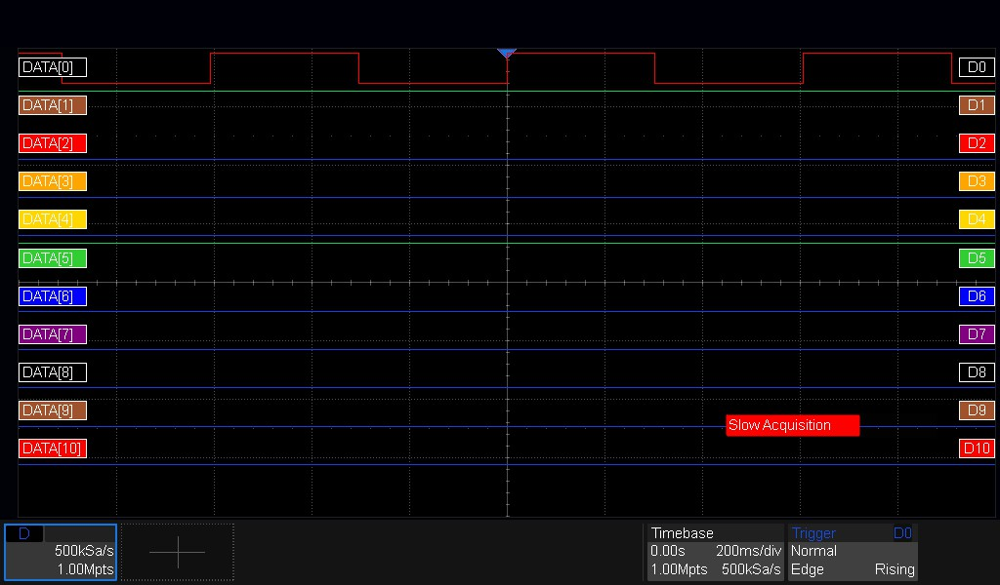 DATA[0] D0
DATA[1] D1
DATA[2] D2
DATA[3] D3
DATA[4] D4
DATA[5] D5
DATA[6] D6
DATA[7] D7
DATA[8] D8
DATA[9] D9
Slow Acquisition
DATA[10] D10
D
500kSa/s
1.00Mpts
Timebase
0.00s 200ms/div
1.00Mpts 500kSa/s
Trigger D0
Normal
Edge Rising